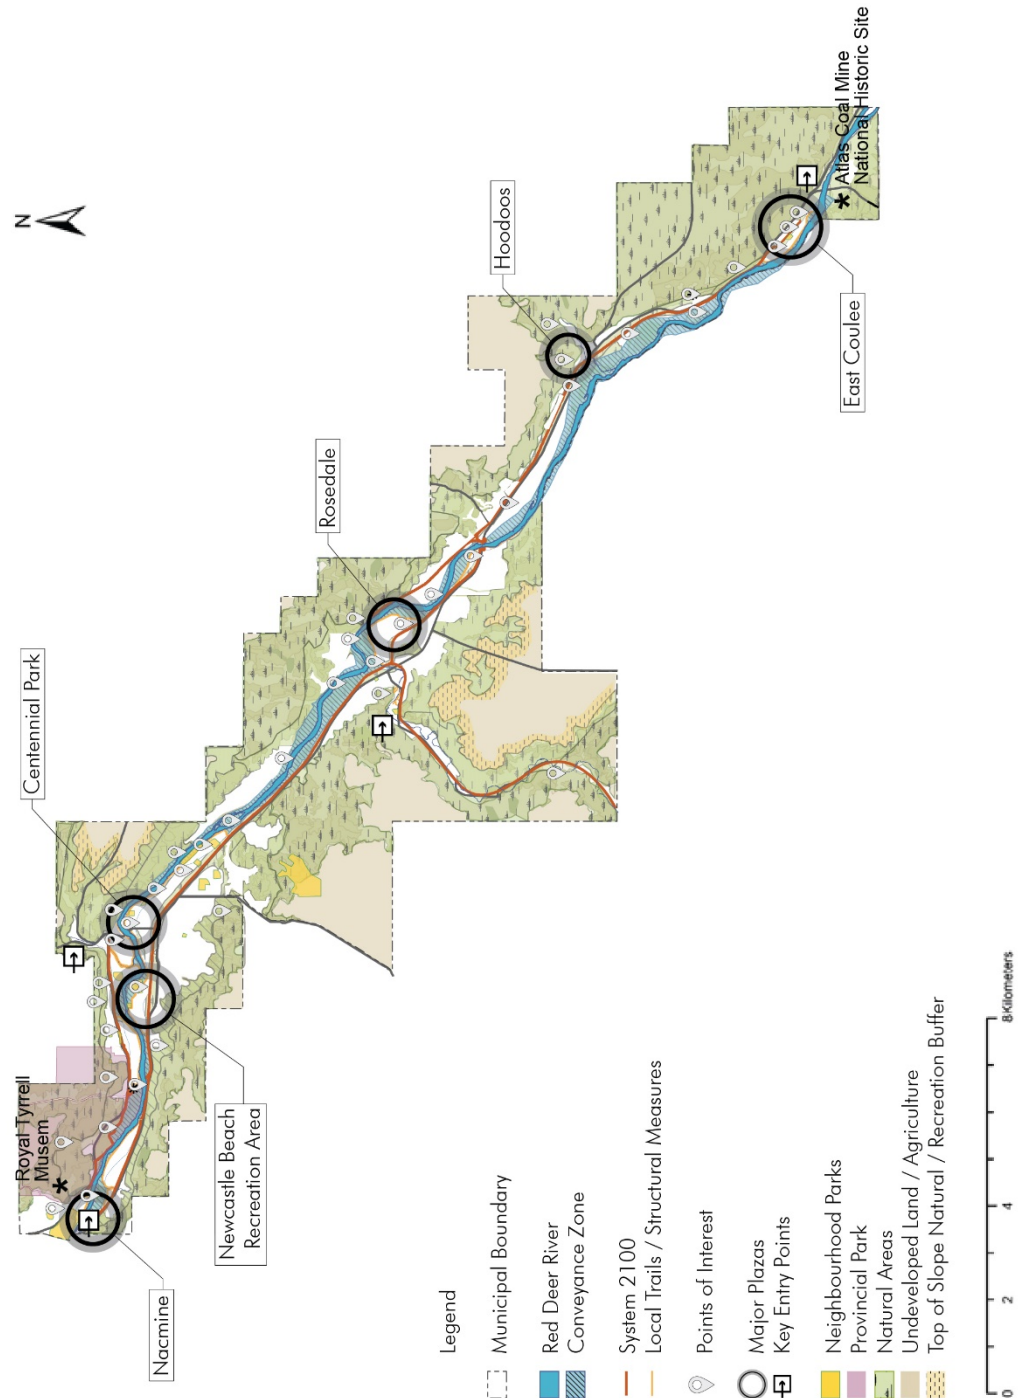 N
Royal Tyrrell
Musem
Centennial Park
Rosedale
Hoodoos
Atlas Coal Mine
National Historic Site
Nacmine
Newcastle Beach
Recreation Area
East Coulee
Legend
Municipal Boundary
Red Deer River
Conveyance Zone
System 2100
Local Trails / Structural Measures
Points of Interest
Major Plazas
Key Entry Points
Neighbourhood Parks
Provincial Park
Natural Areas
Undeveloped Land / Agriculture
Top of Slope Natural / Recreation Buffer
0 2 4 8Kilometers